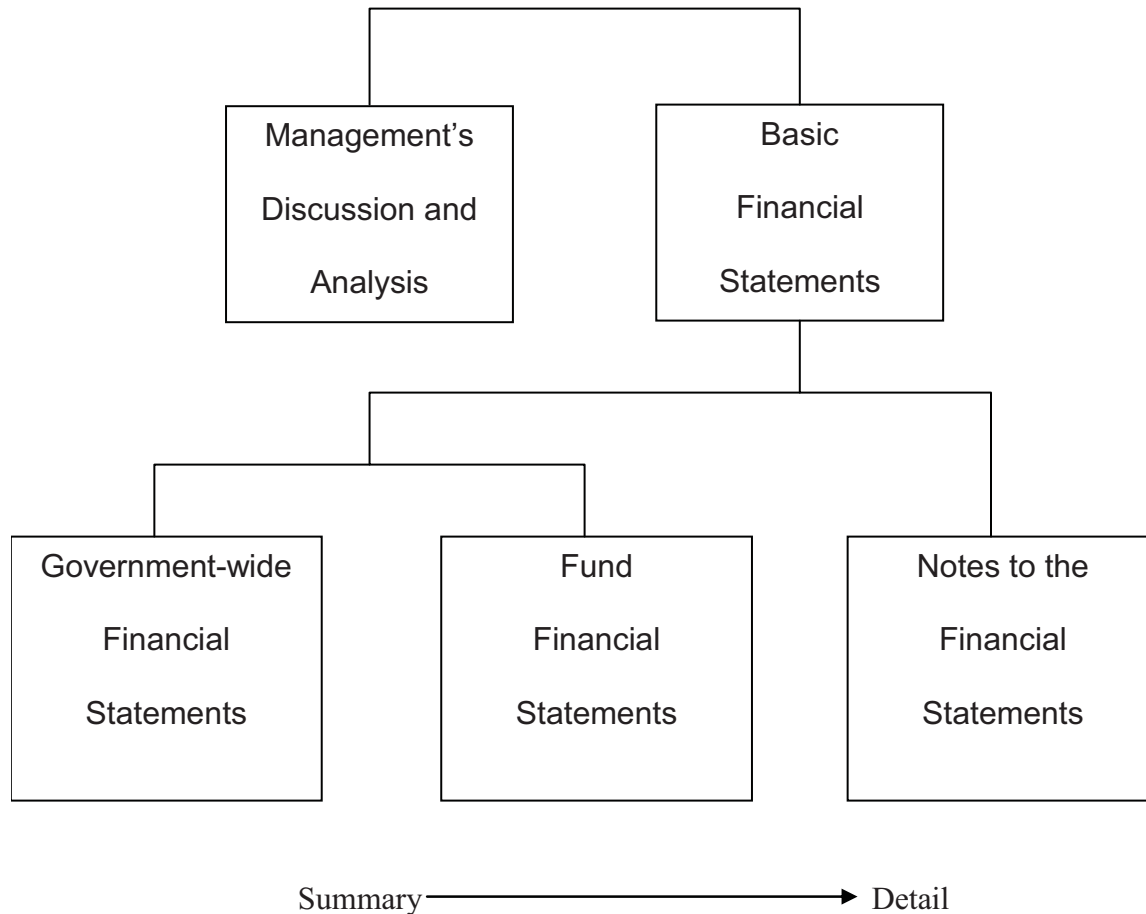 Management’s
Discussion and
Analysis
Basic
Financial
Statements
Government-wide
Financial
Statements
Fund
Financial
Statements
Notes to the
Financial
Statements
Summary
Detail